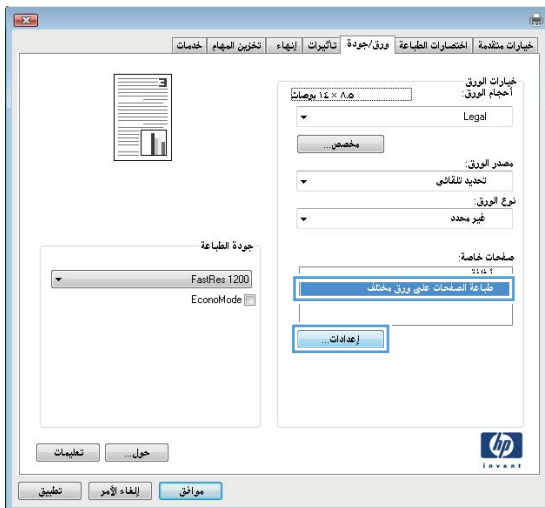 خيارات متقدمة
اختصارات الطباعة
ورق/جودة
تأثيرات
إنهاء
تخزين المهام
خدمات
خيارات الورق
أحجام الورق:
٨،٥ × ١٤ بوصات
Legal
مخصص...
مصدر الورق:
تحديد تلقائي
نوع الورق:
غير محدد
صفحات خاصة:
طباعة الصفحات على ورق مختلف
إعدادات...
جودة الطباعة
FastRes 1200
EconoMode
حول...
تعليمات
hp
invent
موافق
إلغاء الأمر
تطبيق